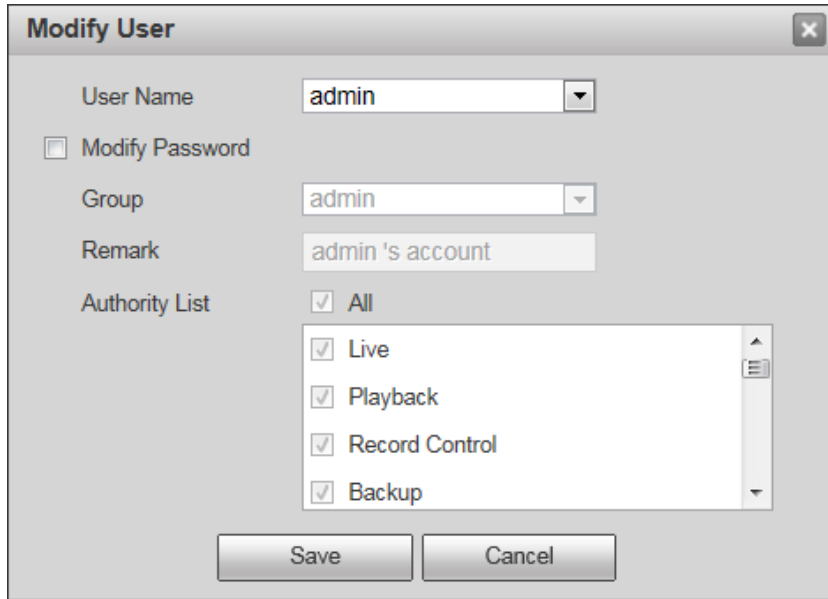 Modify User
User Name admin
Modify Password
Group admin
Remark admin 's account
Authority List All
Live
Playback
Record Control
Backup
Save Cancel